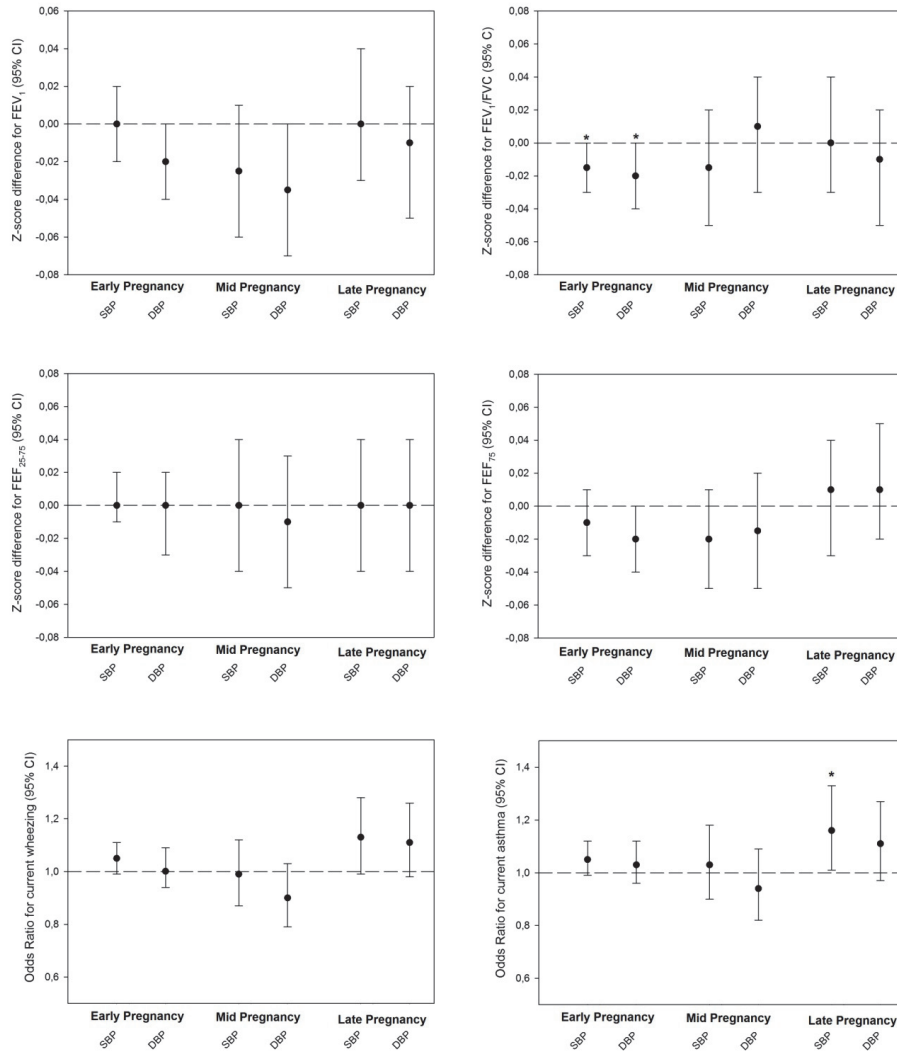 Z-score difference for FEV1 (95% CI)
0,08
0,06
0,04
0,02
0,00
-0,02
-0,04
-0,06
-0,08
Early Pregnancy Mid Pregnancy Late Pregnancy
SBP DBP SBP DBP SBP DBP
Z-score difference for FEV1/FVC (95% C)
0,08
0,06
0,04
0,02
0,00
-0,02
-0,04
-0,06
-0,08
* *
Early Pregnancy Mid Pregnancy Late Pregnancy
SBP DBP SBP DBP SBP DBP
Z-score difference for FEF25-75 (95% CI)
0,08
0,06
0,04
0,02
0,00
-0,02
-0,04
-0,06
-0,08
Early Pregnancy Mid Pregnancy Late Pregnancy
SBP DBP SBP DBP SBP DBP
Z-score difference for FEF75 (95% CI)
0,08
0,06
0,04
0,02
0,00
-0,02
-0,04
-0,06
-0,08
Early Pregnancy Mid Pregnancy Late Pregnancy
SBP DBP SBP DBP SBP DBP
Odds Ratio for current wheezing (95% CI)
1,4
1,2
1,0
0,8
0,6
Early Pregnancy Mid Pregnancy Late Pregnancy
SBP DBP SBP DBP SBP DBP
Odds Ratio for current asthma (95% CI)
1,4
1,2
1,0
0,8
0,6
*
Early Pregnancy Mid Pregnancy Late Pregnancy
SBP DBP SBP DBP SBP DBP